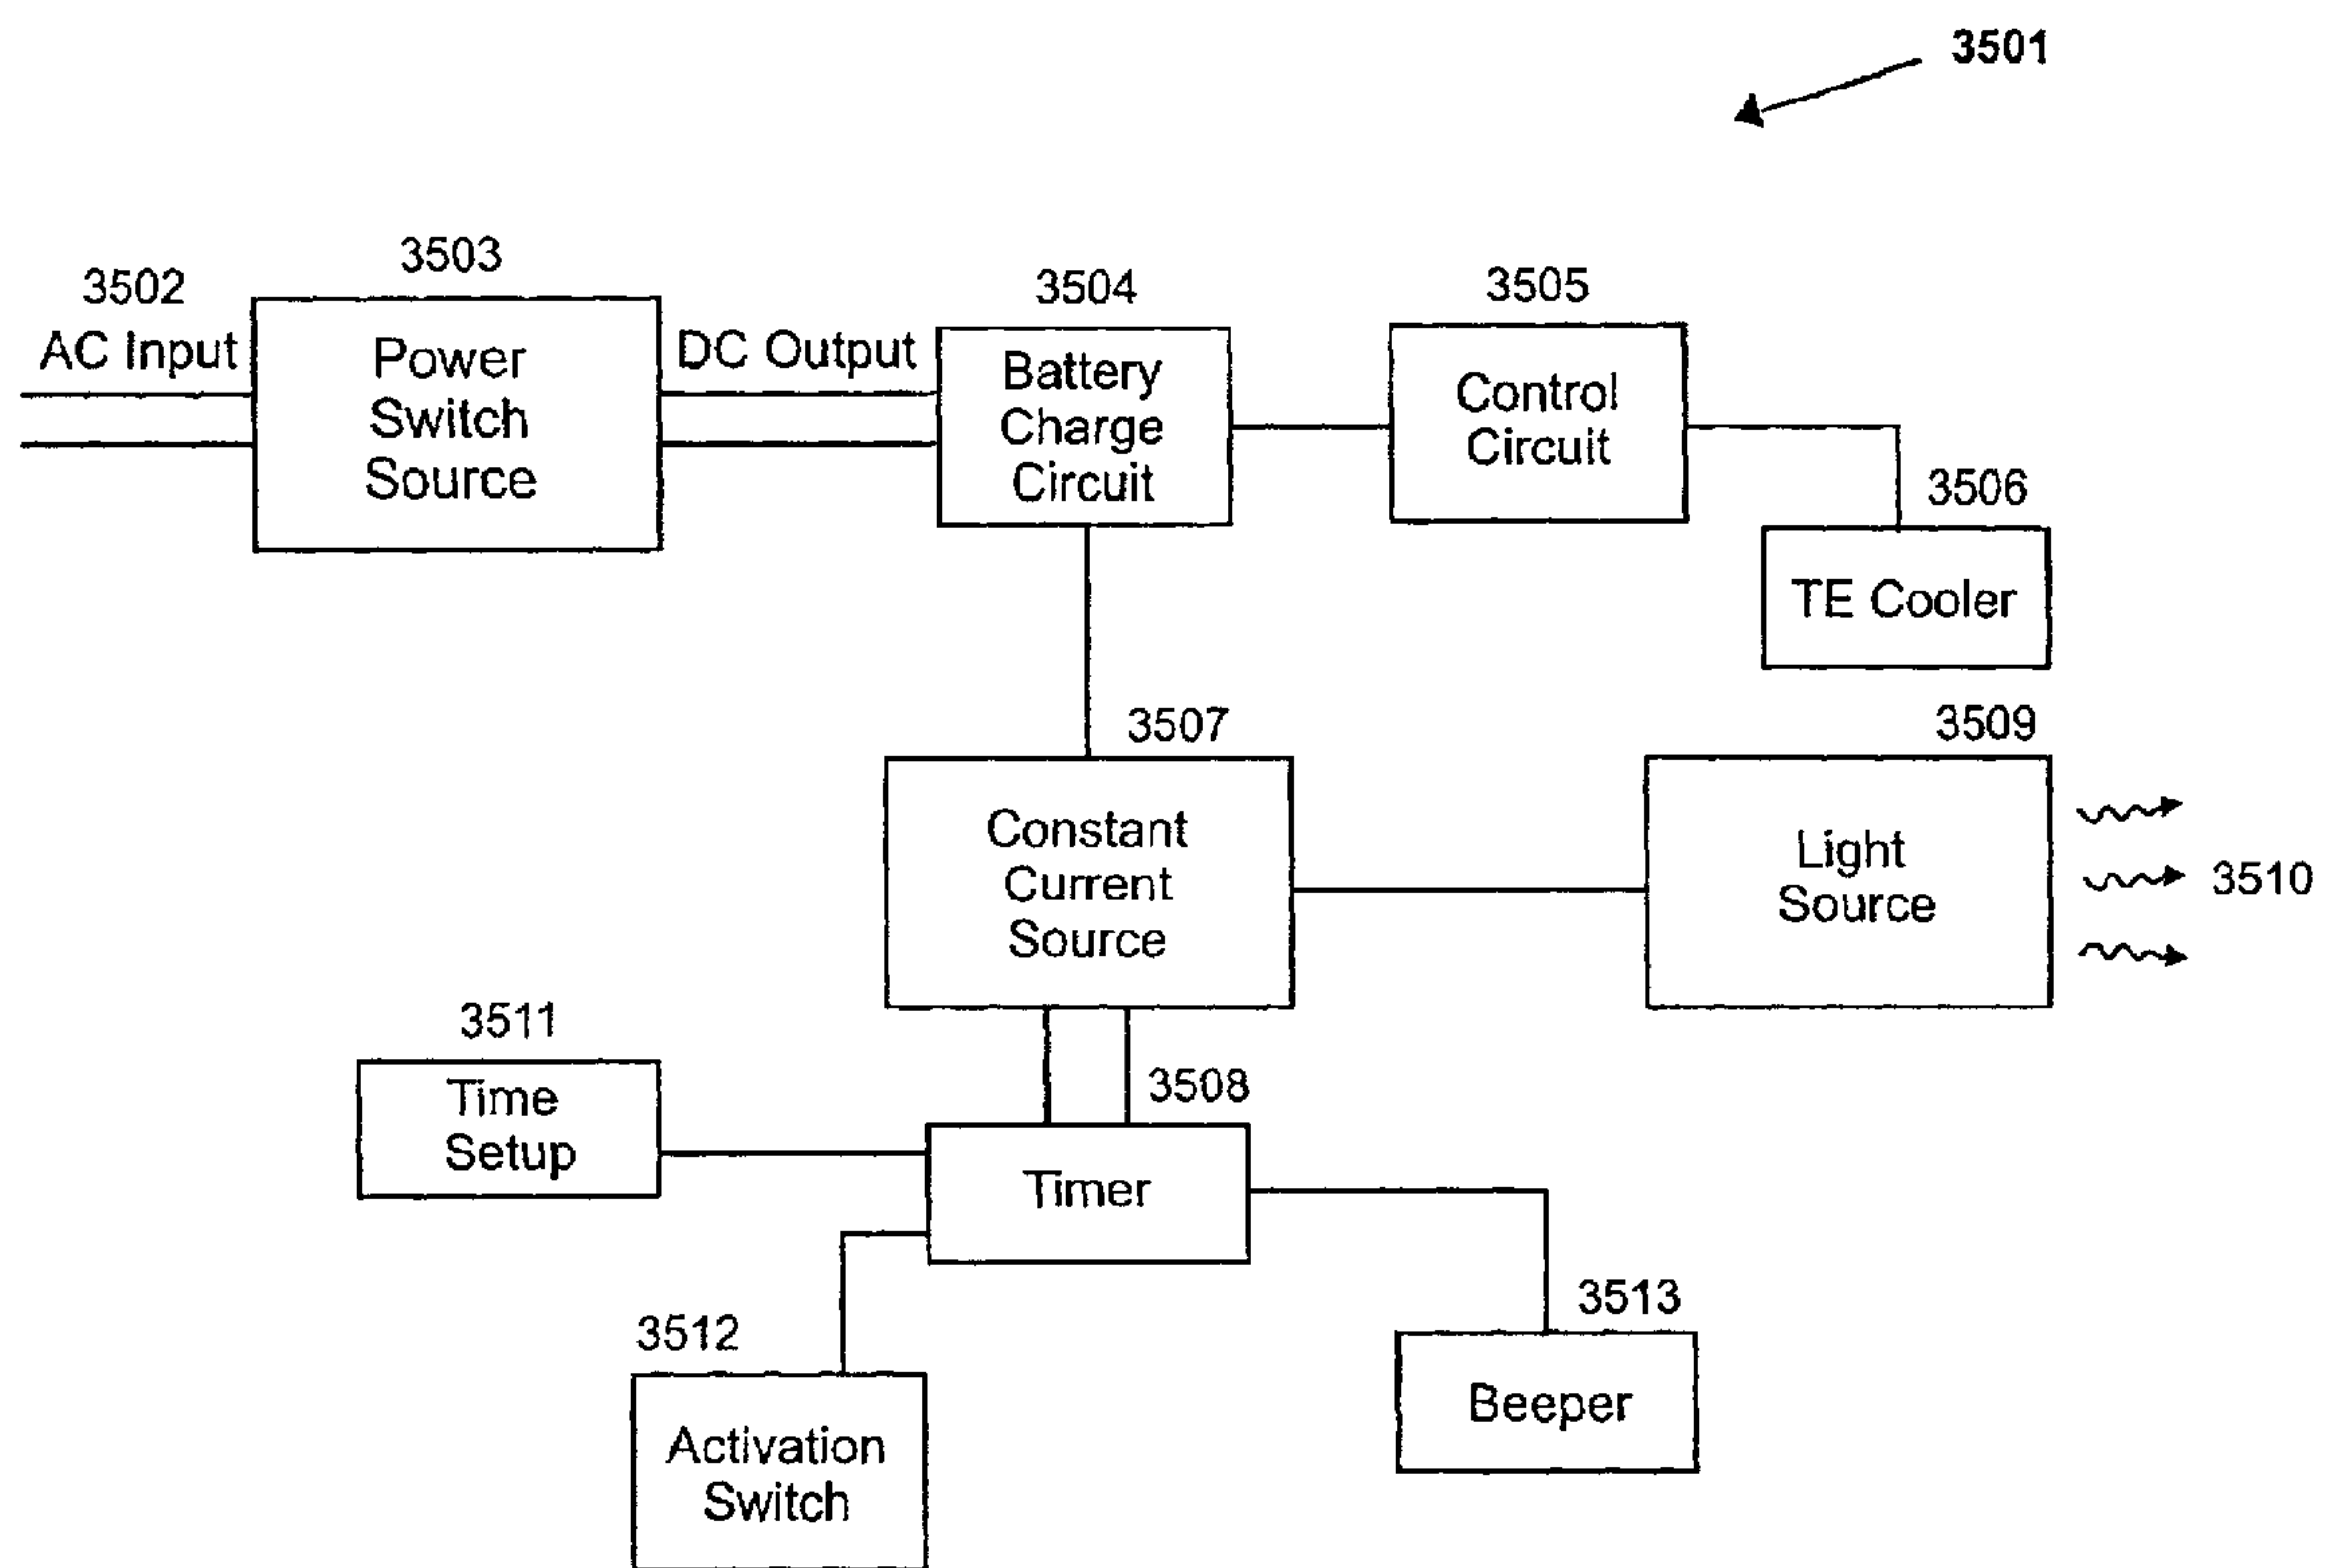 3501
3502
AC Input
3503
Power
Switch
Source
DC Output
3504
Battery
Charge
Circuit
3505
Control
Circuit
3506
TE Cooler
3507
Constant
Current
Source
3509
Light
Source
3510
3511
Time
Setup
3508
Timer
3512
Activation
Switch
3513
Beeper